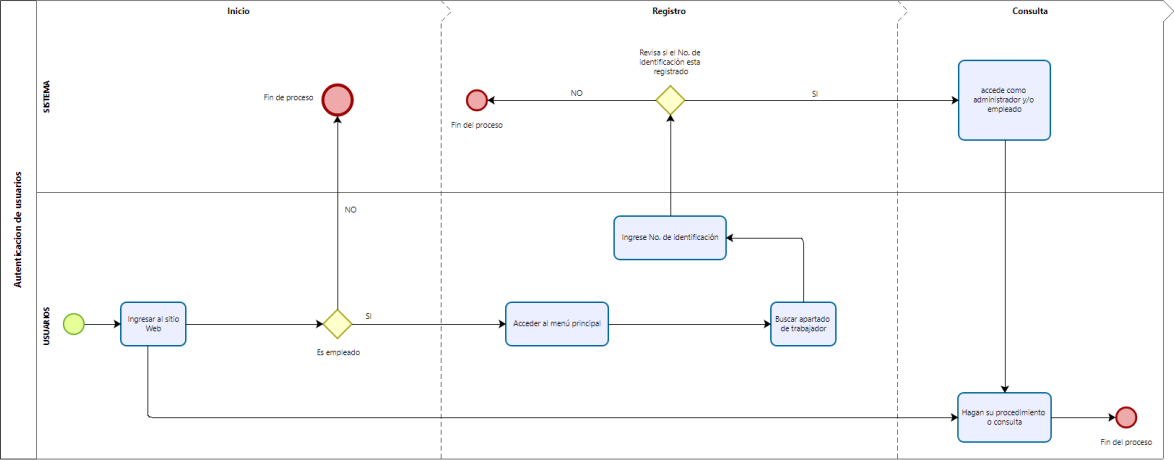 Autenticacion de usuarios
Inicio
Registro
Consulta
SISTEMA
Fin de proceso
Fin del proceso
NO
Revisa si el No. de
identificación esta
registrado
SI
accede como
administrador y/o
empleado
NO
USUARIOS
Ingresar al sitio
Web
Es empleado
SI
Acceder al menú principal
Buscar apartado
de trabajador
Ingrese No. de identificación
Hagan su procedimiento
o consulta
Fin del proceso